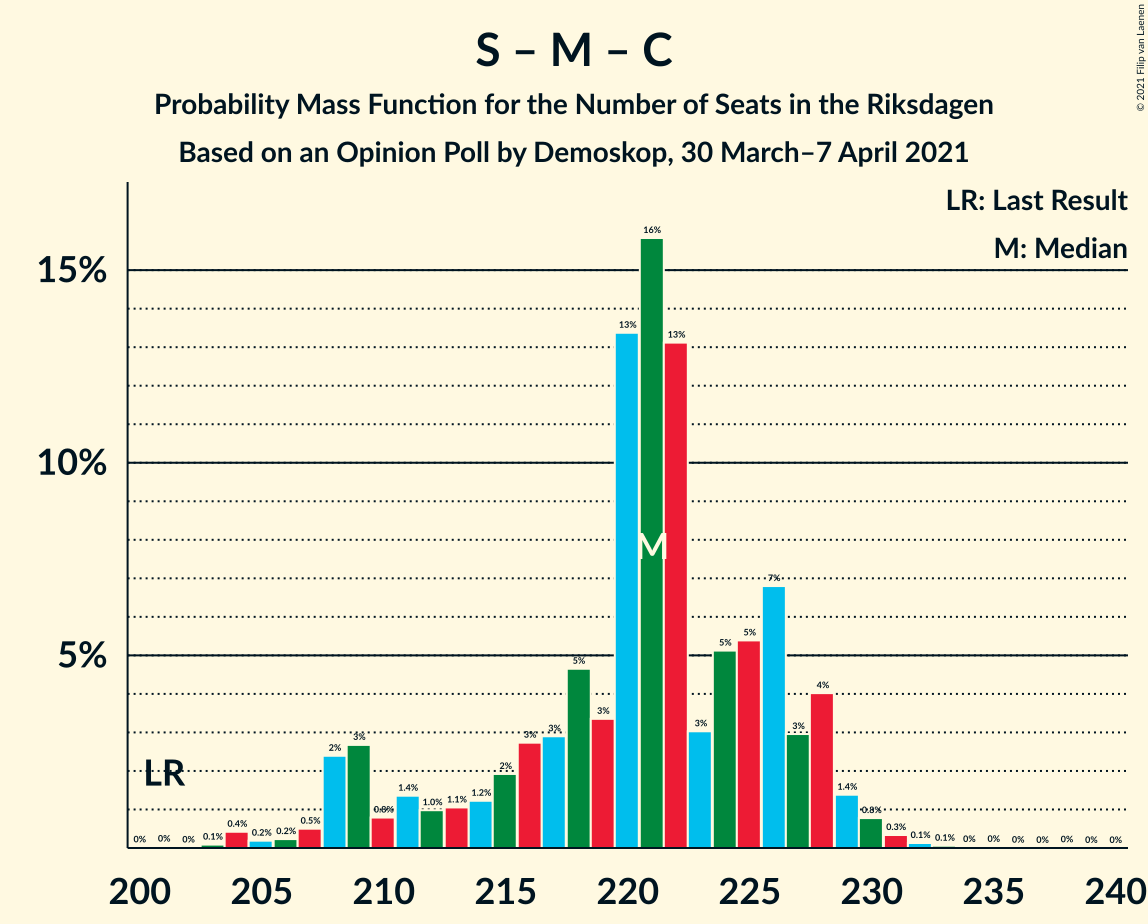 S – M – C
Probability Mass Function for the Number of Seats in the Riksdagen
Based on an Opinion Poll by Demoskop, 30 March–7 April 2021
© 2021 Filip van Laenen
LR: Last Result
M: Median
15%
10%
5%
LR
M
0% 0% 0% 0.1% 0.4% 0.2% 0.2% 0.5% 2% 3% 0.8% 1.4% 1.0% 1.1% 1.2% 2% 3% 3% 5% 3% 13% 16% 13% 3% 5% 5% 7% 3% 4% 1.4% 0.8% 0.3% 0.1% 0.1% 0% 0% 0% 0% 0% 0% 0%
200 205 210 215 220 225 230 235 240